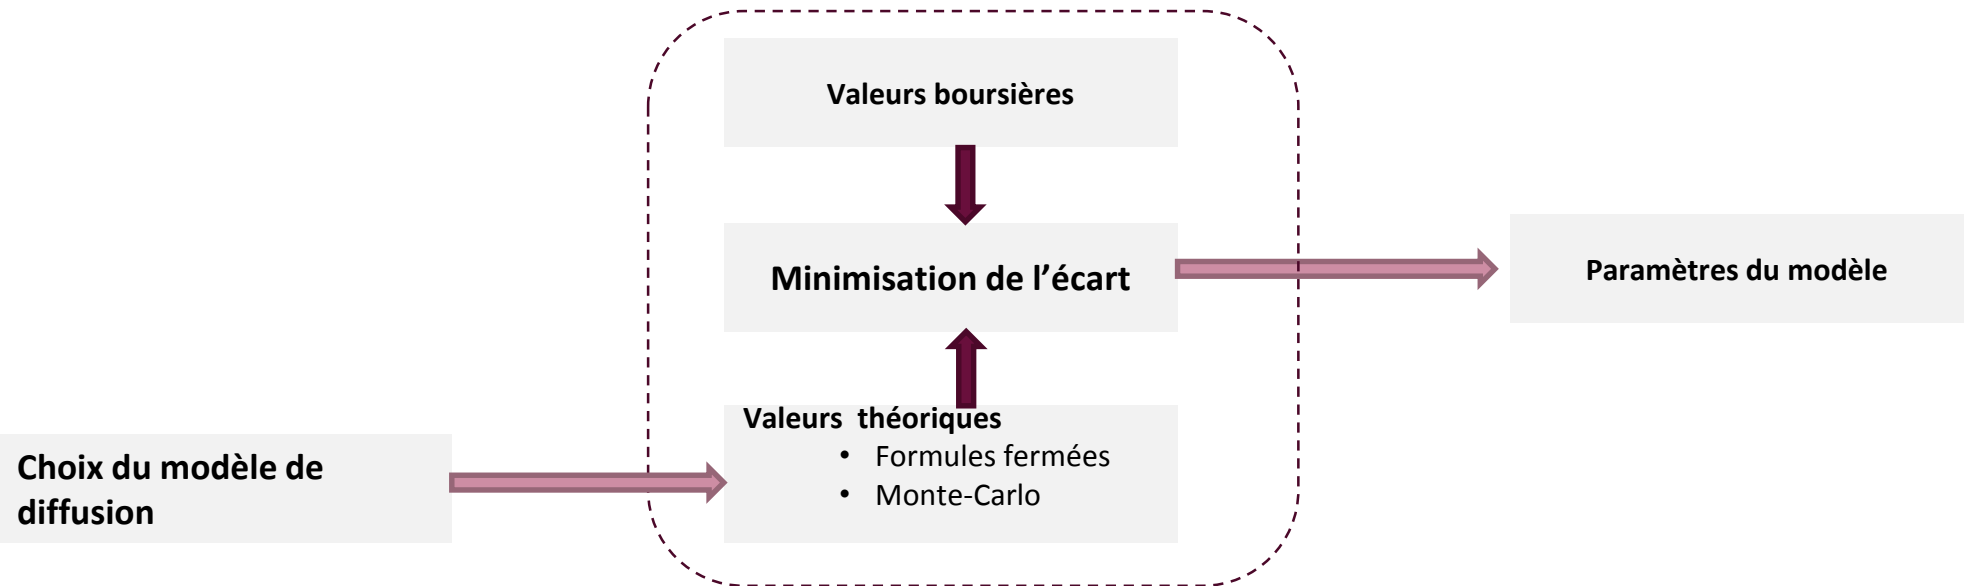 Valeurs boursières
Minimisation de l’écart
Paramètres du modèle
Valeurs théoriques
• Formules fermées
• Monte-Carlo
Choix du modèle de
diffusion